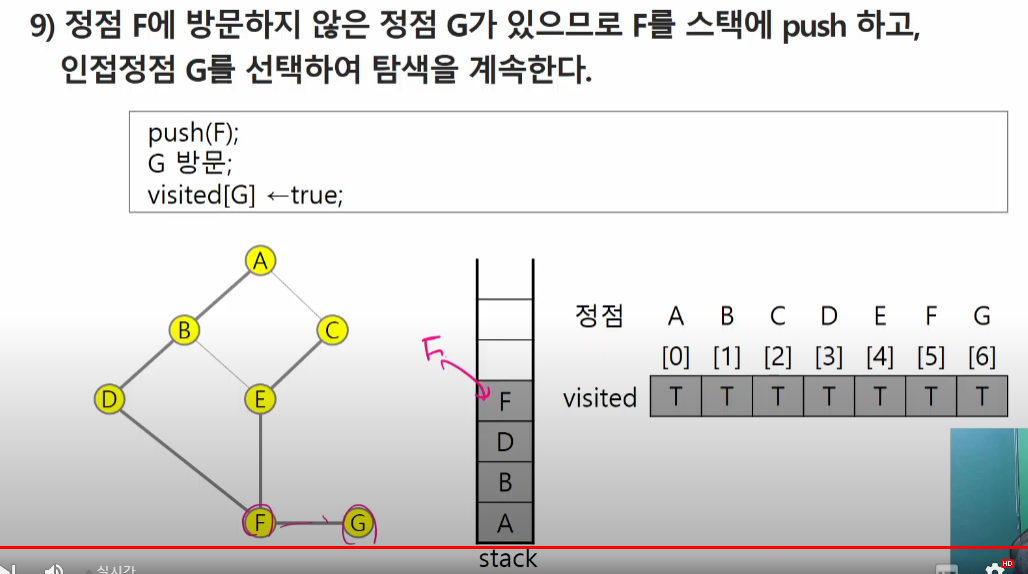 9) 정점 F에 방문하지 않은 정점 G가 있으므로 F를 스택에 push 하고,
인접정점 G를 선택하여 탐색을 계속한다.
push(F);
G 방문;
visited[G] ←true;
A
B
C
D
E
F
G
F
F
D
B
A
stack
정점 A B C D E F G
[0] [1] [2] [3] [4] [5] [6]
visited T T T T T T T
실시간
HD